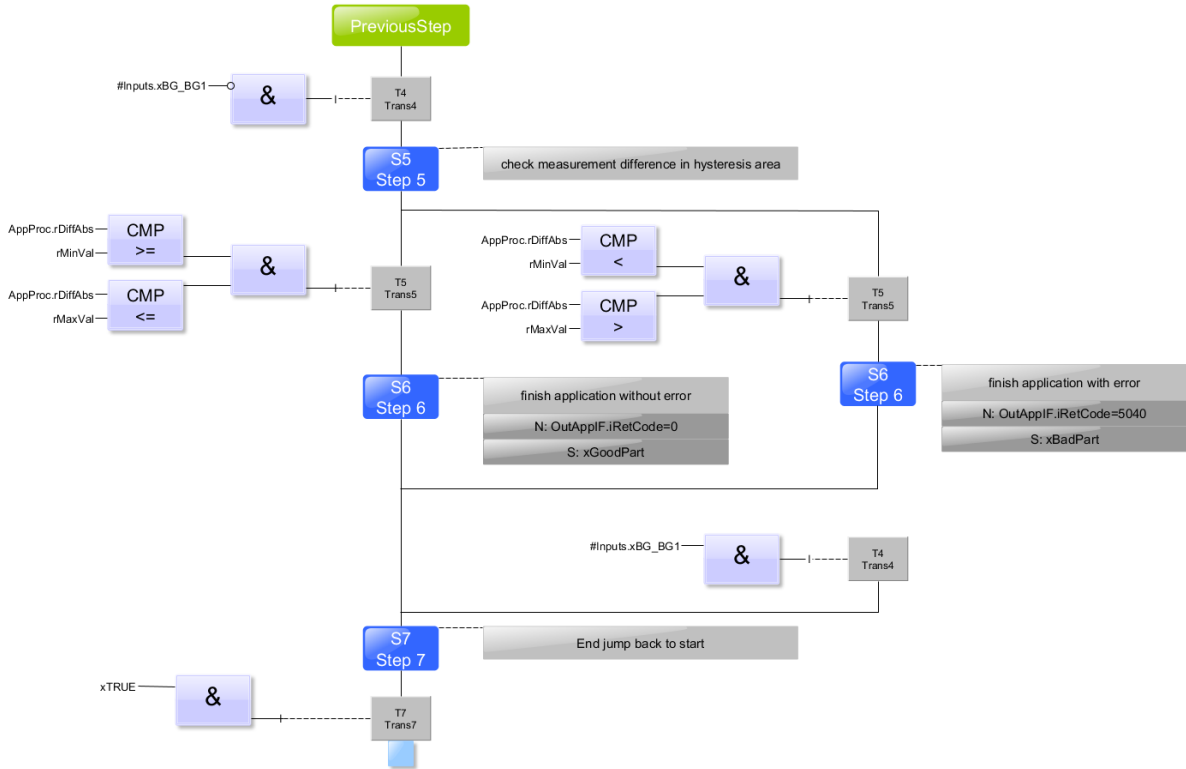 PreviousStep
#Inputs.xBG_BG1
&
T4
Trans4
S5
Step 5
check measurement difference in hysteresis area
AppProc.rDiffAbs
rMinVal
CMP
>=
AppProc.rDiffAbs
rMaxVal
CMP
<=
&
T5
Trans5
AppProc.rDiffAbs
rMinVal
CMP
<
AppProc.rDiffAbs
rMaxVal
CMP
>
&
T5
Trans5
S6
Step 6
finish application without error
N: OutAppIF.iRetCode=0
S: xGoodPart
S6
Step 6
finish application with error
N: OutAppIF.iRetCode=5040
S: xBadPart
#Inputs.xBG_BG1
&
T4
Trans4
S7
Step 7
End jump back to start
xTRUE
&
T7
Trans7